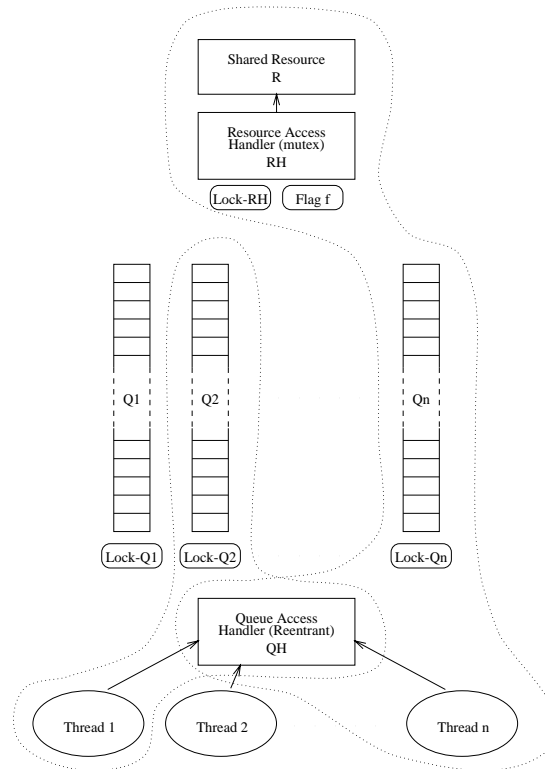 Shared Resource
R
Resource Access
Handler (mutex)
RH
Lock-RH
Flag f
Q1
Q2
Qn
Lock-Q1
Lock-Q2
Lock-Qn
Queue Access
Handler (Reentrant)
QH
Thread 1
Thread 2
Thread n